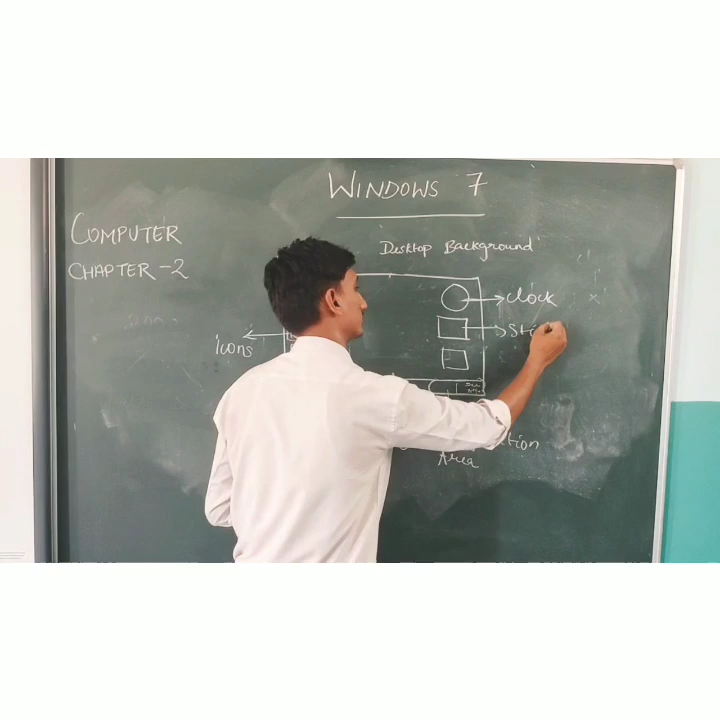 WINDOWS 7
COMPUTER
CHAPTER-2
Desktop Background
clock
Icons
Area